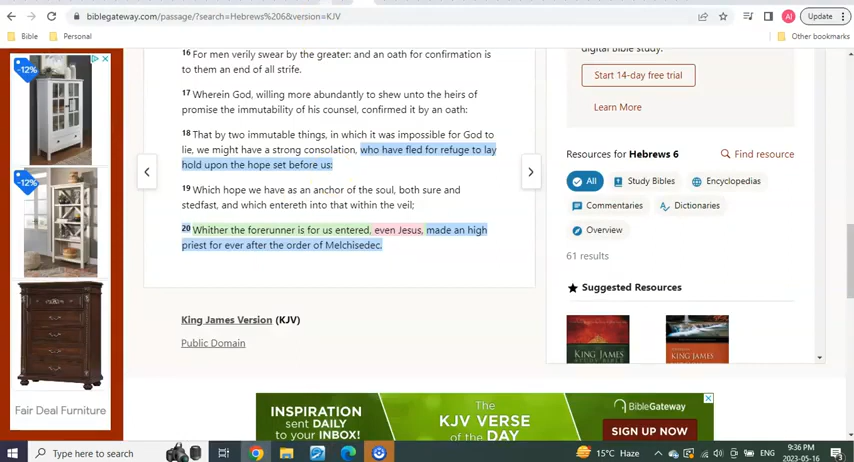 biblegateway.com/passage/?search=Hebrews%206&version=KJV
AI
Update
Bible
Personal
Other bookmarks
-12%
-12%
Fair Deal Furniture
16 For men verily swear by the greater: and an oath for confirmation is
to them an end of all strife.
17 Wherein God, willing more abundantly to shew unto the heirs of
promise the immutability of his counsel, confirmed it by an oath:
18 That by two immutable things, in which it was impossible for God to
lie, we might have a strong consolation, who have fled for refuge to lay
hold upon the hope set before us:
19 Which hope we have as an anchor of the soul, both sure and
stedfast, and which entereth into that within the veil;
20 Whither the forerunner is for us entered, even Jesus, made an high
priest for ever after the order of Melchisedec.
King James Version (KJV)
Public Domain
digital Bible study.
Start 14-day free trial
Learn More
Resources for Hebrews 6
Find resource
All
Study Bibles
Encyclopedias
Commentaries
Dictionaries
Overview
61 results
Suggested Resources
KING JAMES
KING JAMES
INSPIRATION
SENT DAILY
to YOUR INBOX!
The
KJV VERSE
of the DAY
BibleGateway
SIGN UP NOW
Type here to search
15°C Haze
ENG
9:36 PM
2023-05-16
3